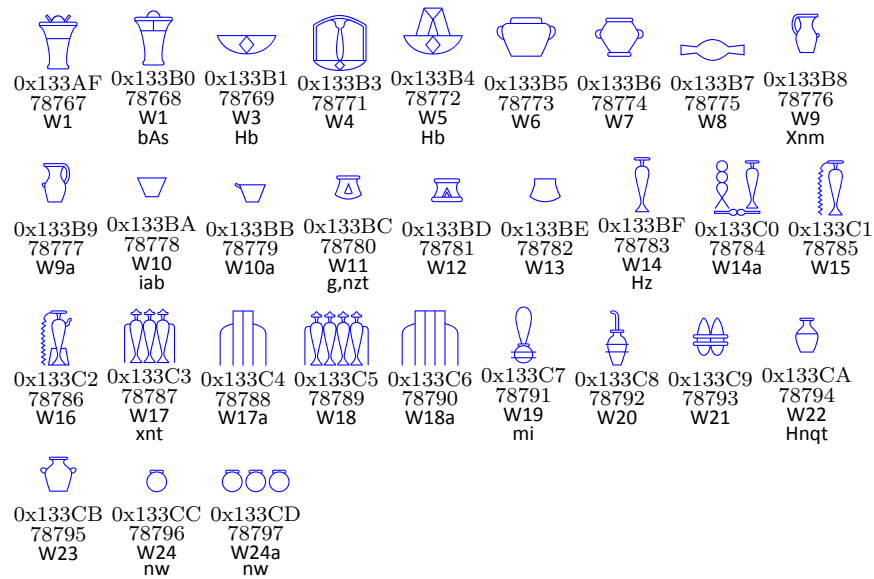 0x133AF 0x133B0 0x133B1 0x133B3 0x133B4 0x133B5 0x133B6 0x133B7 0x133B8
78767 78768 78769 78771 78772 78773 78774 78775 78776
W1 W1 W3 W4 W5 W6 W7 W8 W9
bAs Hb Hb Xnm
0x133B9 0x133BA 0x133BB 0x133BC 0x133BD 0x133BE 0x133BF 0x133C0 0x133C1
78777 78778 78779 78780 78781 78782 78783 78784 78785
W9a W10 W10a W11 W12 W13 W14 W14a W15
iab g,nzt Hz
0x133C2 0x133C3 0x133C4 0x133C5 0x133C6 0x133C7 0x133C8 0x133C9 0x133CA
78786 78787 78788 78789 78790 78791 78792 78793 78794
W16 W17 W17a W18 W18a W19 W20 W21 W22
xnt mi Hnqt
0x133CB 0x133CC 0x133CD
78795 78796 78797
W23 W24 W24a
nw nw